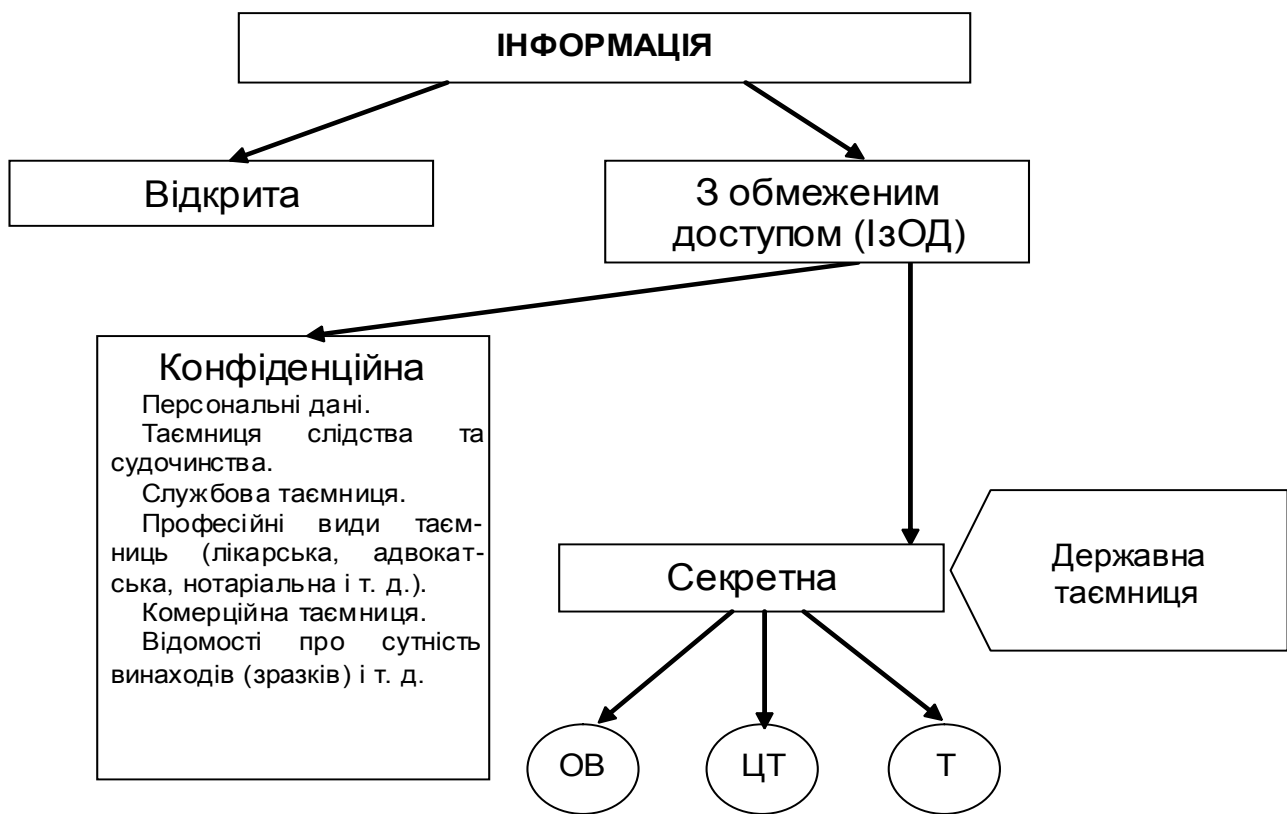 ІНФОРМАЦІЯ
Відкрита
З обмеженим
доступом (ІзОД)
Конфіденційна
Персональні дані.
Таємниця слідства та
судочинства.
Службова таємниця.
Професійні види таєм-
ниць (лікарська, адвокат-
ська, нотаріальна і т. д.).
Комерційна таємниця.
Відомості про сутність
винаходів (зразків) і т. д.
Державна
таємниця
Секретна
ОВ
ЦТ
Т